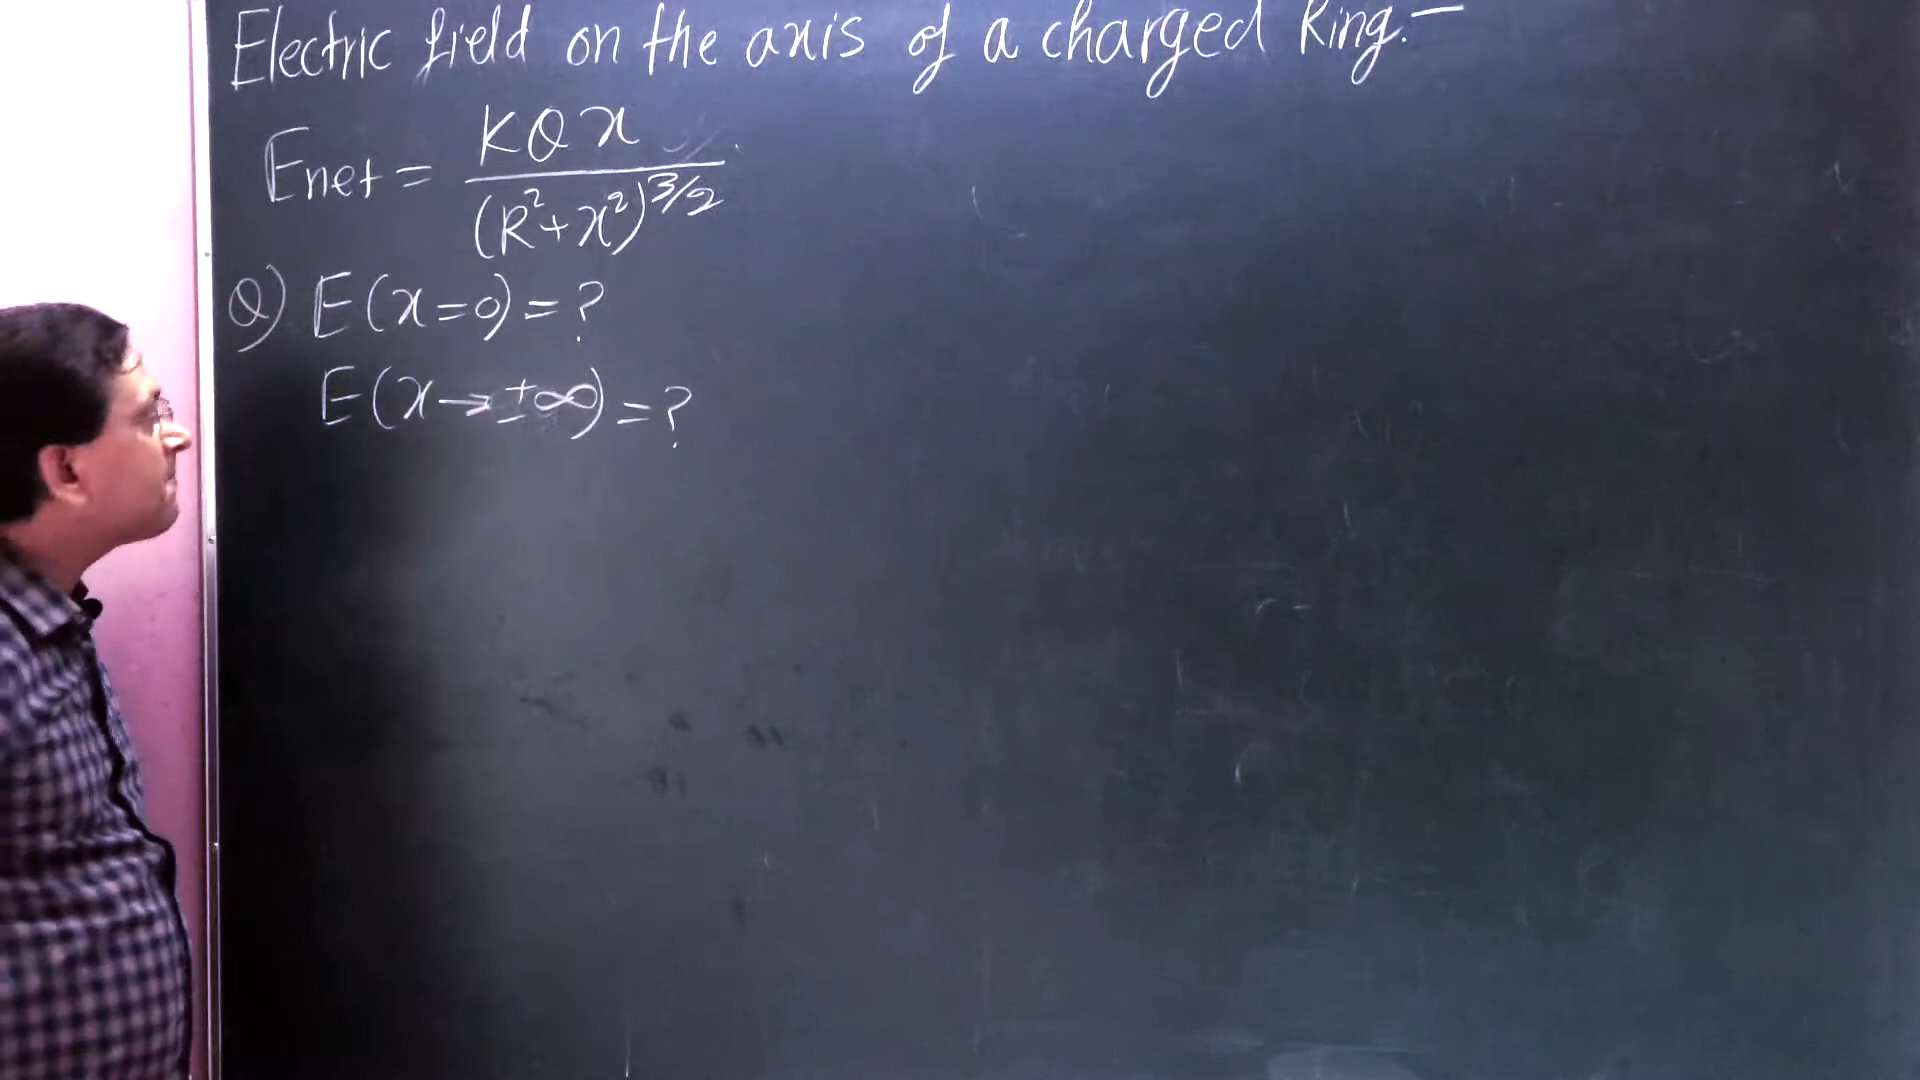 Electric field on the axis of a charged Ring:-
Enet = KQx / (R²+x²)^3/2
Q) E(x=0)=?
E(x→±∞)=?